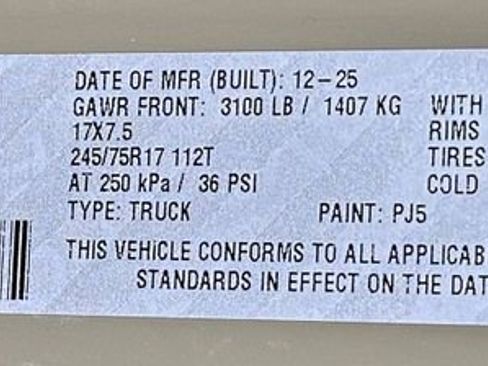 DATE OF MFR (BUILT): 12-25
GAWR FRONT: 3100 LB / 1407 KG WITH
17X7.5 RIMS
245/75R17 112T TIRES
AT 250 kPa / 36 PSI COLD
TYPE: TRUCK PAINT: PJ5
THIS VEHICLE CONFORMS TO ALL APPLICAB
STANDARDS IN EFFECT ON THE DAT